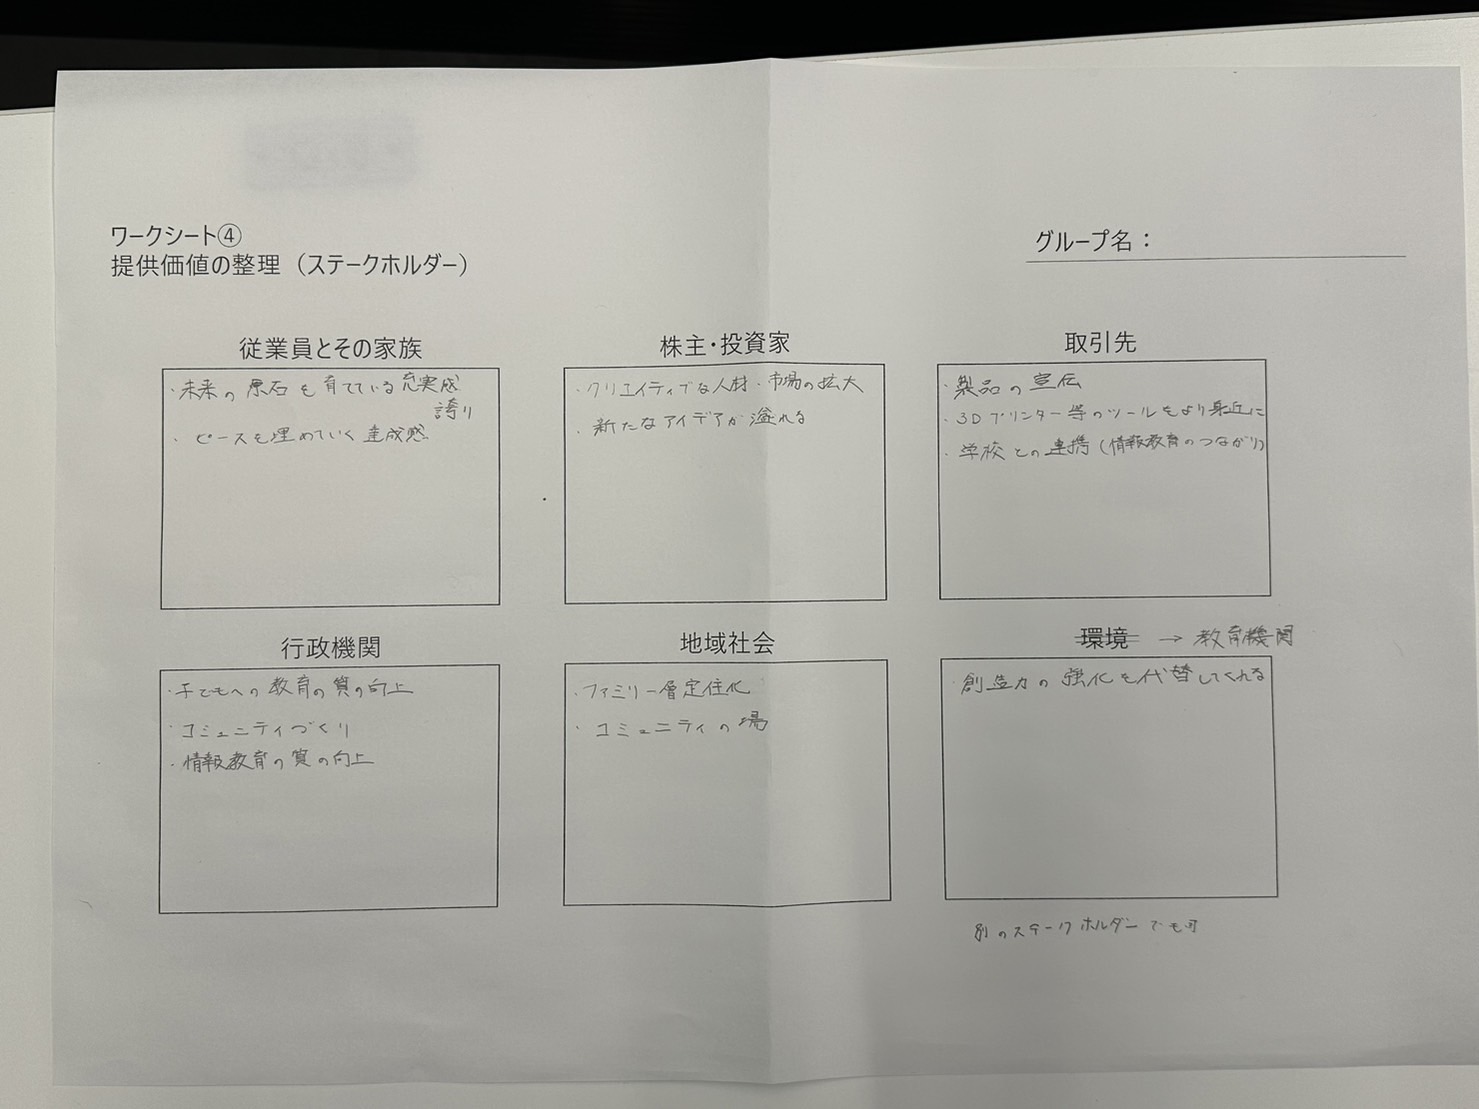 ワークシート④
提供価値の整理（ステークホルダー）
グループ名：
従業員とその家族
・未来の原石を育てている充実感
誇り
・ピースを埋めていく達成感
株主・投資家
・クリエイティブな人材・市場の拡大
・新たなアイデアが溢れる
取引先
・製品の宣伝
・3Dプリンター等のツールをより身近に
・学校との連携(情報教育のつながり)
行政機関
・子どもへの教育の質の向上
・コミュニティづくり
・情報教育の質の向上
地域社会
・ファミリー層定住化
・コミュニティの場
環境 → 教育機関
・創造力の強化を代替してくれる
別のステークホルダーでも可